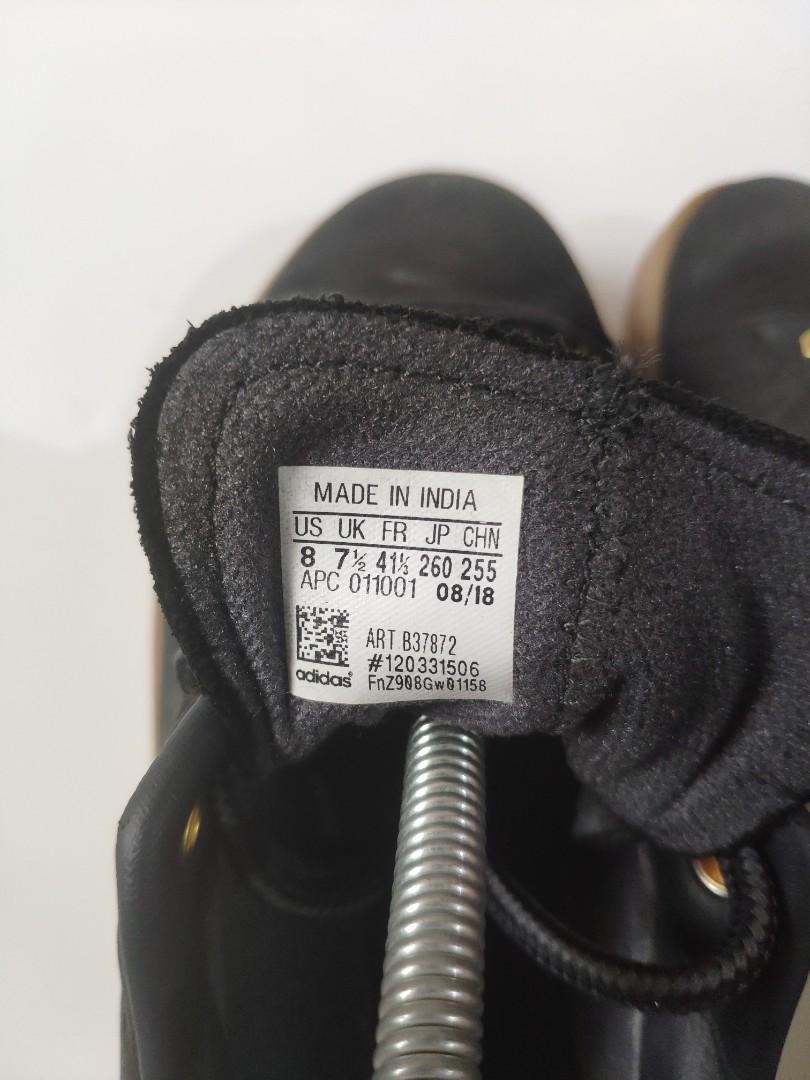 MADE IN INDIA
US UK FR JP CHN
8 7½ 41⅓ 260 255
APC 011001 08/18
ART B37872
#120331506
adidas® FnZ908Gw01158